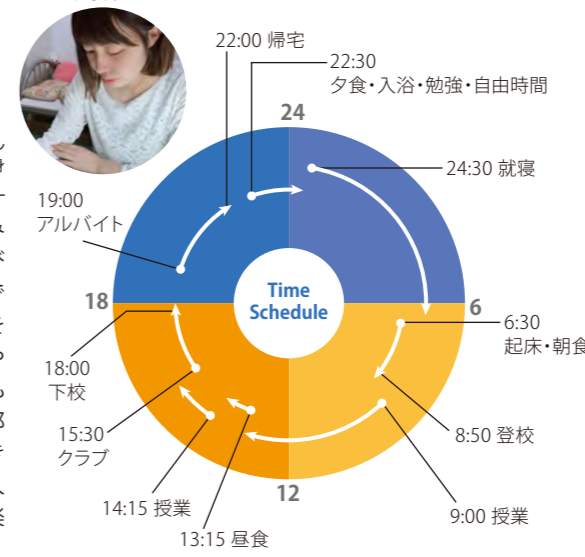 22:00 帰宅
22:30
夕食・入浴・勉強・自由時間
24
24:30 就寝
19:00
アルバイト
Time
Schedule
18
6
6:30
起床・朝食
18:00
下校
8:50 登校
15:30
クラブ
12
14:15 授業
9:00 授業
13:15 昼食